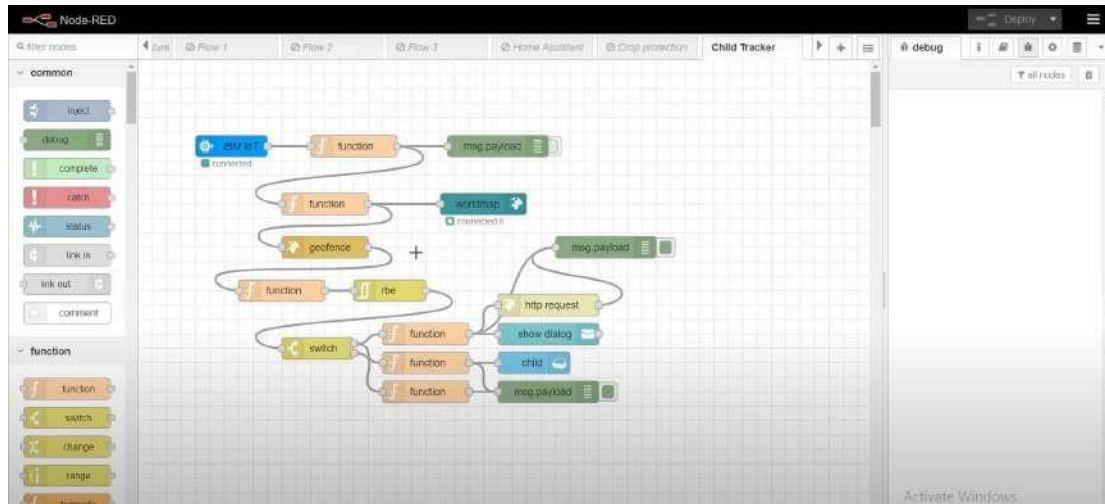 Node-RED
Deploy
filter nodes
ture
Flow 1
Flow 2
Flow 3
Home Assistant
Crop protection
Child Tracker
debug
i
common
all nodes
inject
debug
complete
catch
status
link in
link out
comment
function
function
switch
change
range
template
IBM IoT
connected
function
msg.payload
function
worldmap
connected
geofence
msg.payload
function
rbe
http request
switch
function
show dialog
function
child
function
msg.payload
Activate Windows